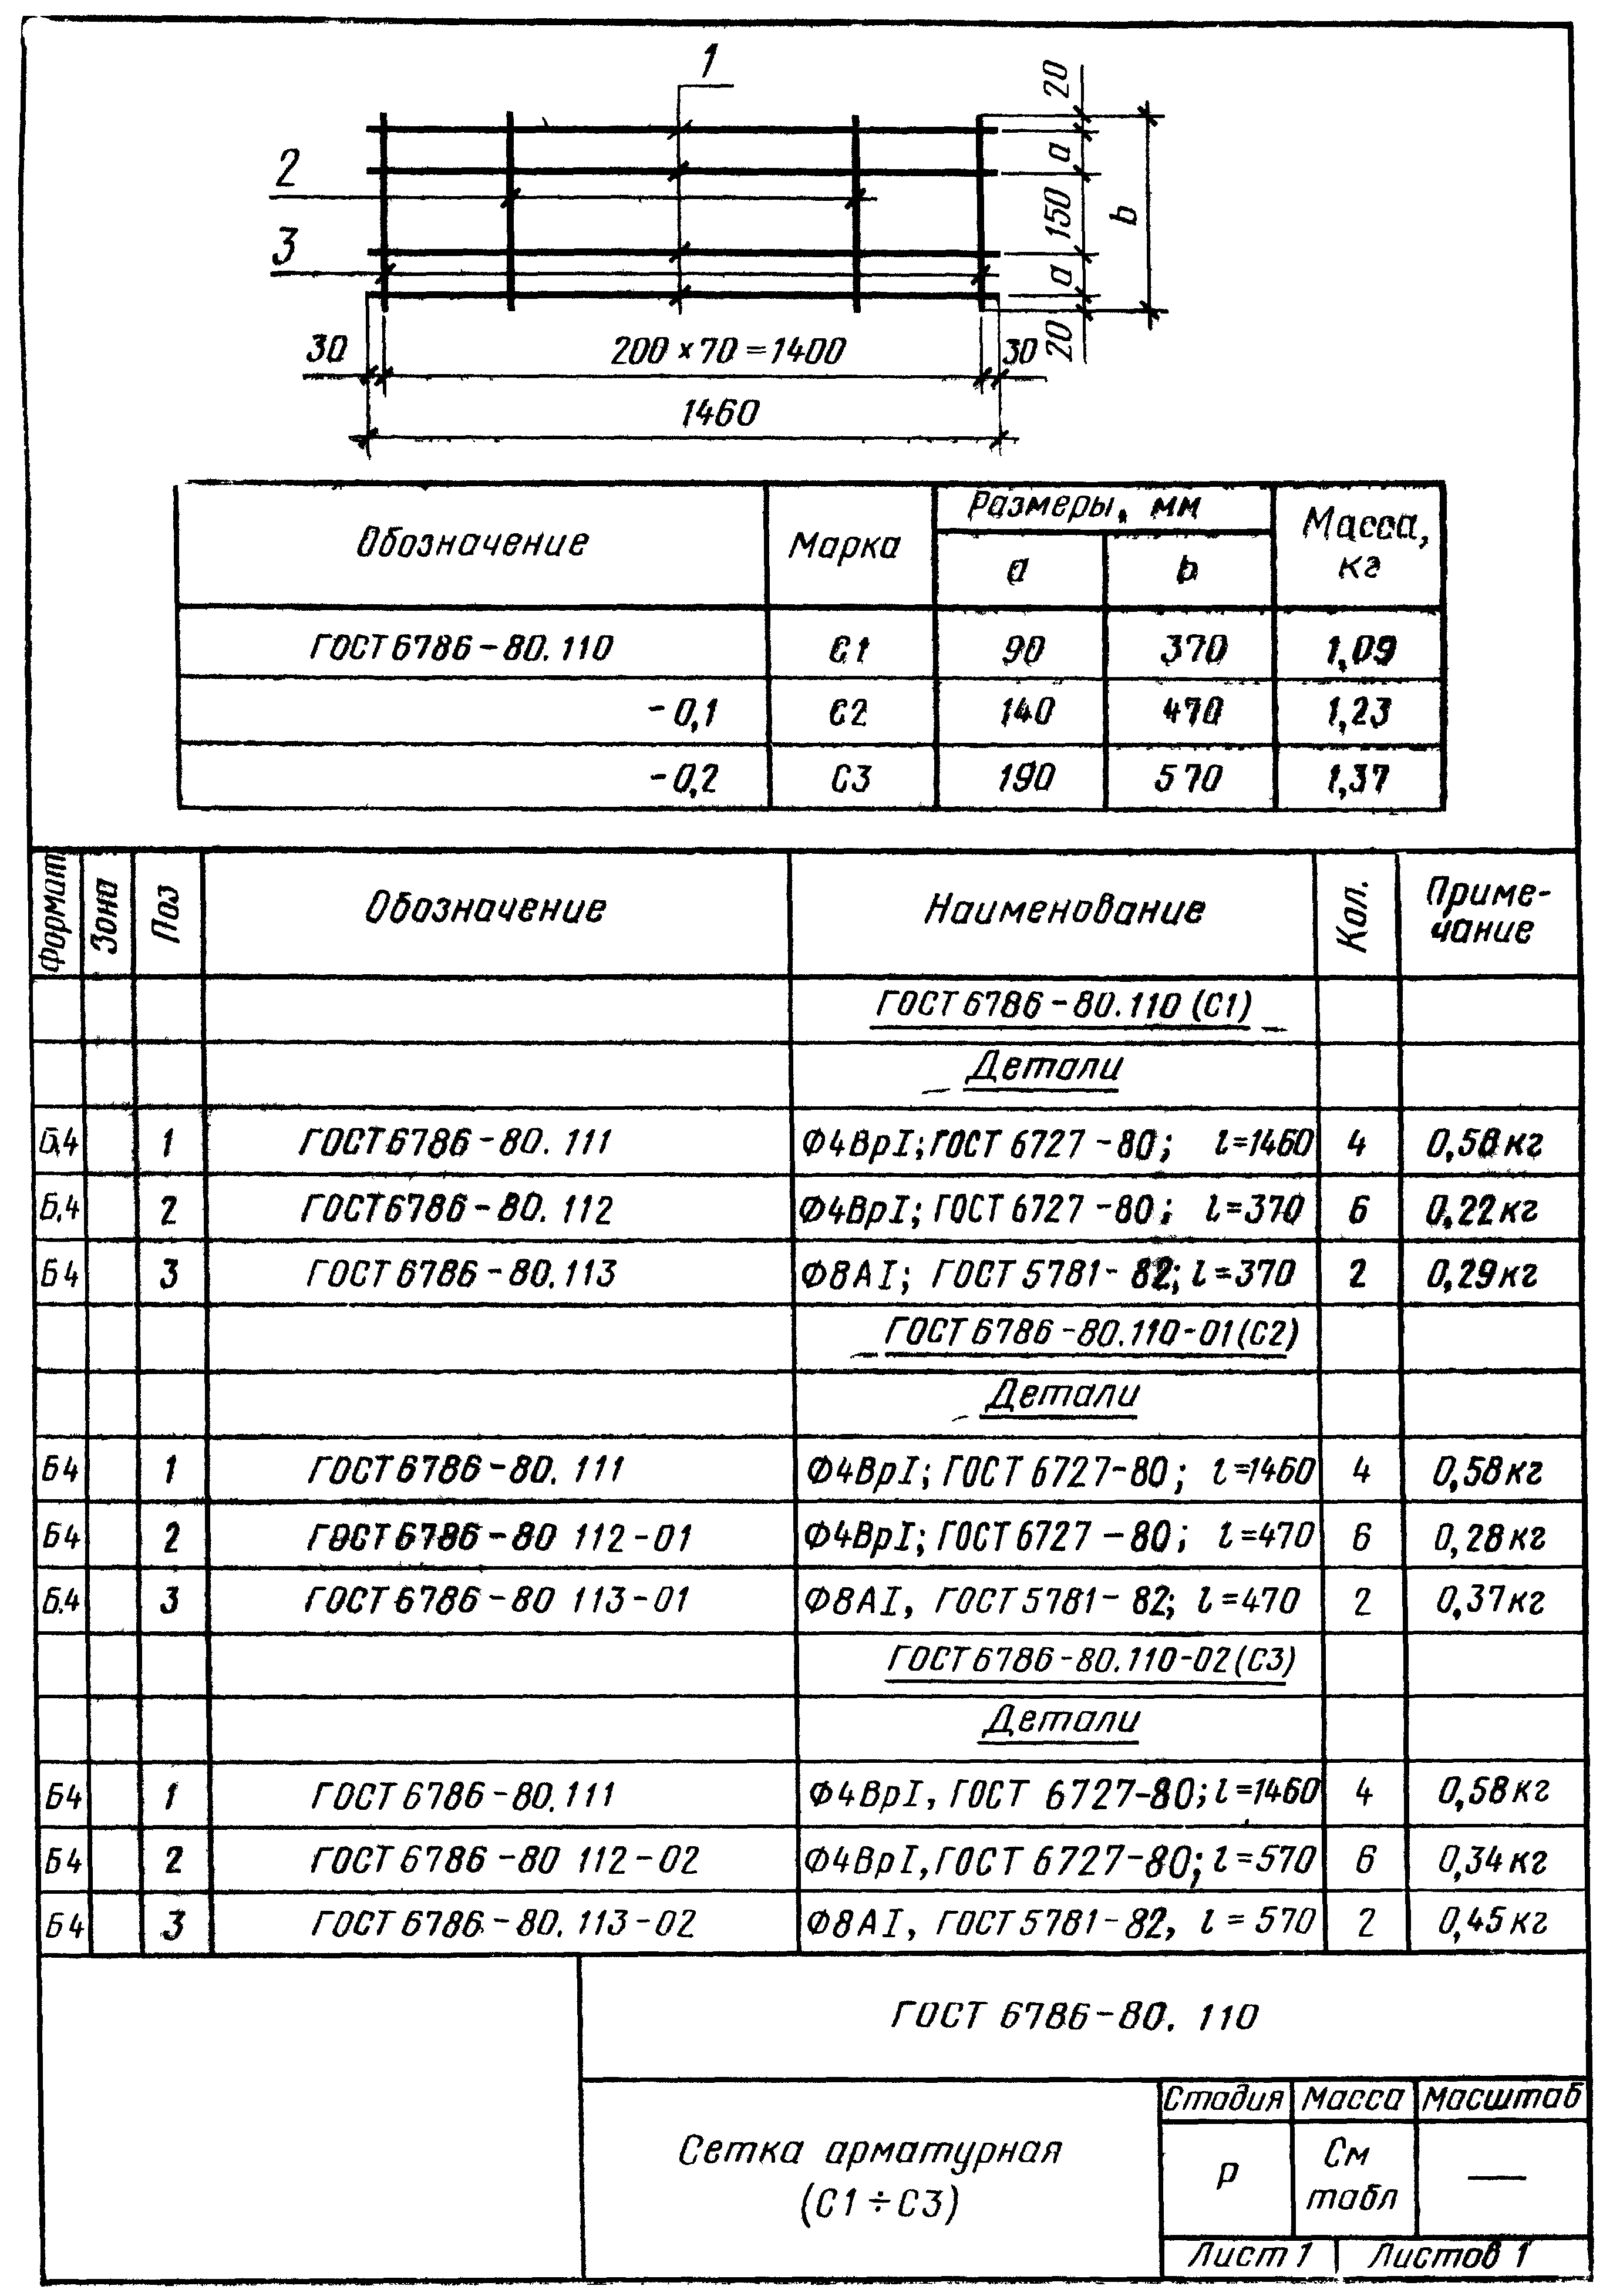 1
20
2
а
150
b
3
а
20
30
200×70=1400
30
1460
Обозначение Марка Размеры, мм Масса, кг
а b
ГОСТ 6786-80.110 С1 90 370 1,09
-0,1 С2 140 470 1,23
-0,2 С3 190 570 1,37
Формат Зона Поз Обозначение Наименование Кол. Приме-
чание
ГОСТ 6786-80.110 (С1)
Детали
Б.4 1 ГОСТ 6786-80.111 Ф4ВрI; ГОСТ 6727-80; l=1460 4 0,58 кг
Б.4 2 ГОСТ 6786-80.112 Ф4ВрI; ГОСТ 6727-80; l=370 6 0,22 кг
Б4 3 ГОСТ 6786-80.113 Ф8АI; ГОСТ 5781-82; l=370 2 0,29 кг
ГОСТ 6786-80.110-01(С2)
Детали
Б4 1 ГОСТ 6786-80.111 Ф4ВрI; ГОСТ 6727-80; l=1460 4 0,58 кг
Б4 2 ГОСТ 6786-80 112-01 Ф4ВрI; ГОСТ 6727-80; l=470 6 0,28 кг
Б.4 3 ГОСТ 6786-80 113-01 Ф8АI, ГОСТ 5781-82; l=470 2 0,37 кг
ГОСТ 6786-80.110-02(С3)
Детали
Б4 1 ГОСТ 6786-80.111 Ф4ВрI, ГОСТ 6727-80; l=1460 4 0,58 кг
Б4 2 ГОСТ 6786-80 112-02 Ф4ВрI, ГОСТ 6727-80; l=570 6 0,34 кг
Б4 3 ГОСТ 6786-80.113-02 Ф8АI, ГОСТ 5781-82, l=570 2 0,45 кг
ГОСТ 6786-80.110
Стадия Масса Масштаб
Сетка арматурная
(С1÷С3)
Р См
табл —
Лист 1 Листов 1